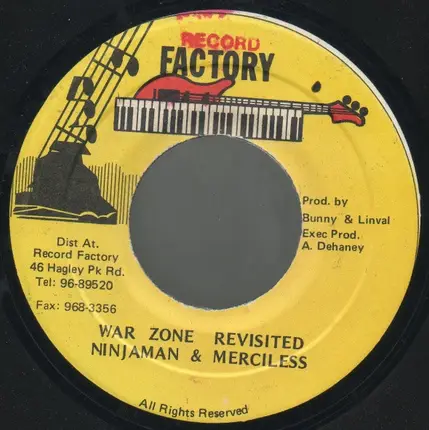 RECORD
FACTORY
Prod. by
Bunny & Linval
Exec Prod.
A. Dehaney
Dist At.
Record Factory
46 Hagley Pk Rd.
Tel: 96-89520
Fax: 968-3356
WAR ZONE REVISITED
NINJAMAN & MERCILESS
All Rights Reserved